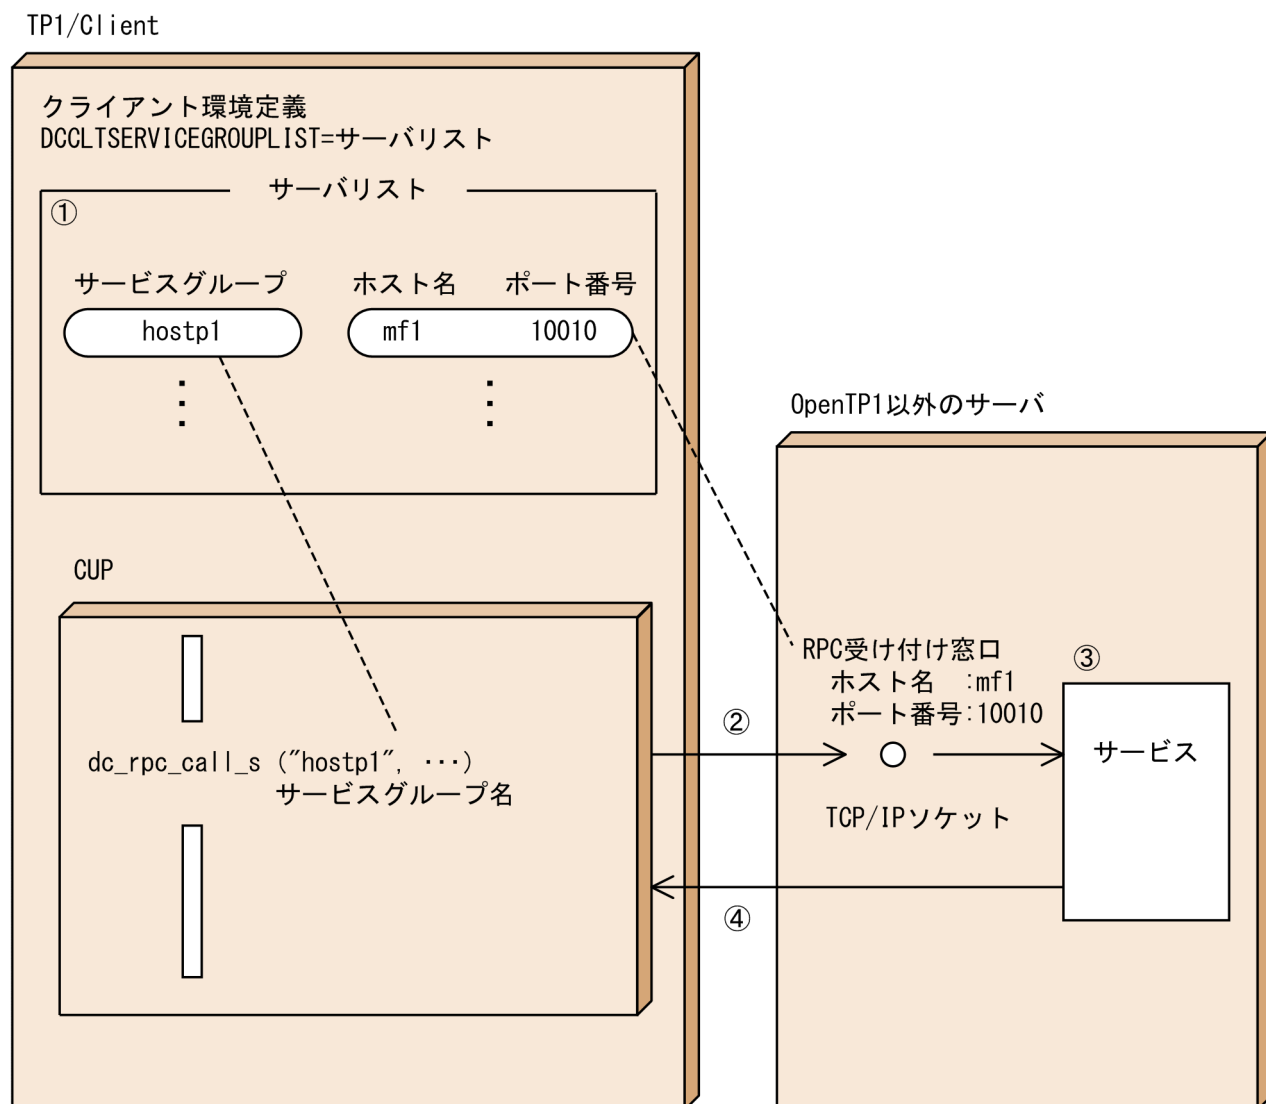 TP1/Client
クライアント環境定義
DCCLTSERVICEGROUPLIST=サーバリスト
サーバリスト
①
サービスグループ ホスト名 ポート番号
hostp1 mf1 10010
OpenTP1以外のサーバ
CUP
RPC受け付け窓口
ホスト名 :mf1
ポート番号:10010
③
②
dc_rpc_call_s ("hostp1", ･･･)
サービスグループ名
サービス
TCP/IPソケット
④